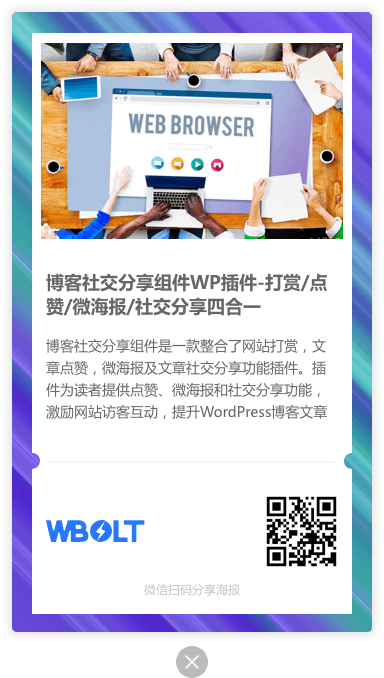 WEB BROWSER
博客社交分享组件WP插件-打赏/点
赞/微海报/社交分享四合一
博客社交分享组件是一款整合了网站打赏，文
章点赞，微海报及文章社交分享功能插件。插
件为读者提供点赞、微海报和社交分享功能，
激励网站访客互动，提升WordPress博客文章
WBOLT
微信扫码分享海报